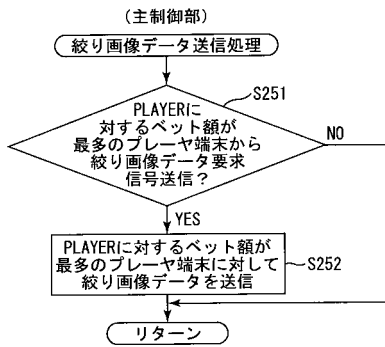 (主制御部)
絞り画像データ送信処理
S251
PLAYERに
対するベット額が
最多のプレーヤ端末から
絞り画像データ要求
信号送信？
NO
YES
PLAYERに対するベット額が
最多のプレーヤ端末に対して
絞り画像データを送信
S252
リターン